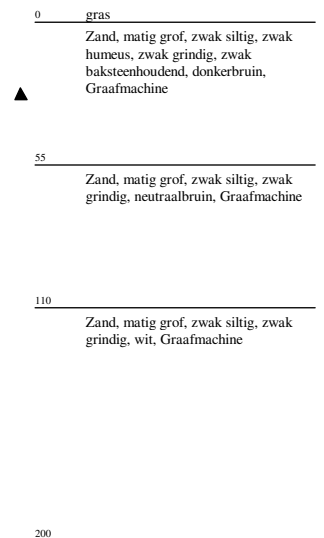 0 gras
Zand, matig grof, zwak siltig, zwak
humeus, zwak grindig, zwak
baksteenhoudend, donkerbruin,
Graafmachine
55
Zand, matig grof, zwak siltig, zwak
grindig, neutraalbruin, Graafmachine
110
Zand, matig grof, zwak siltig, zwak
grindig, wit, Graafmachine
200